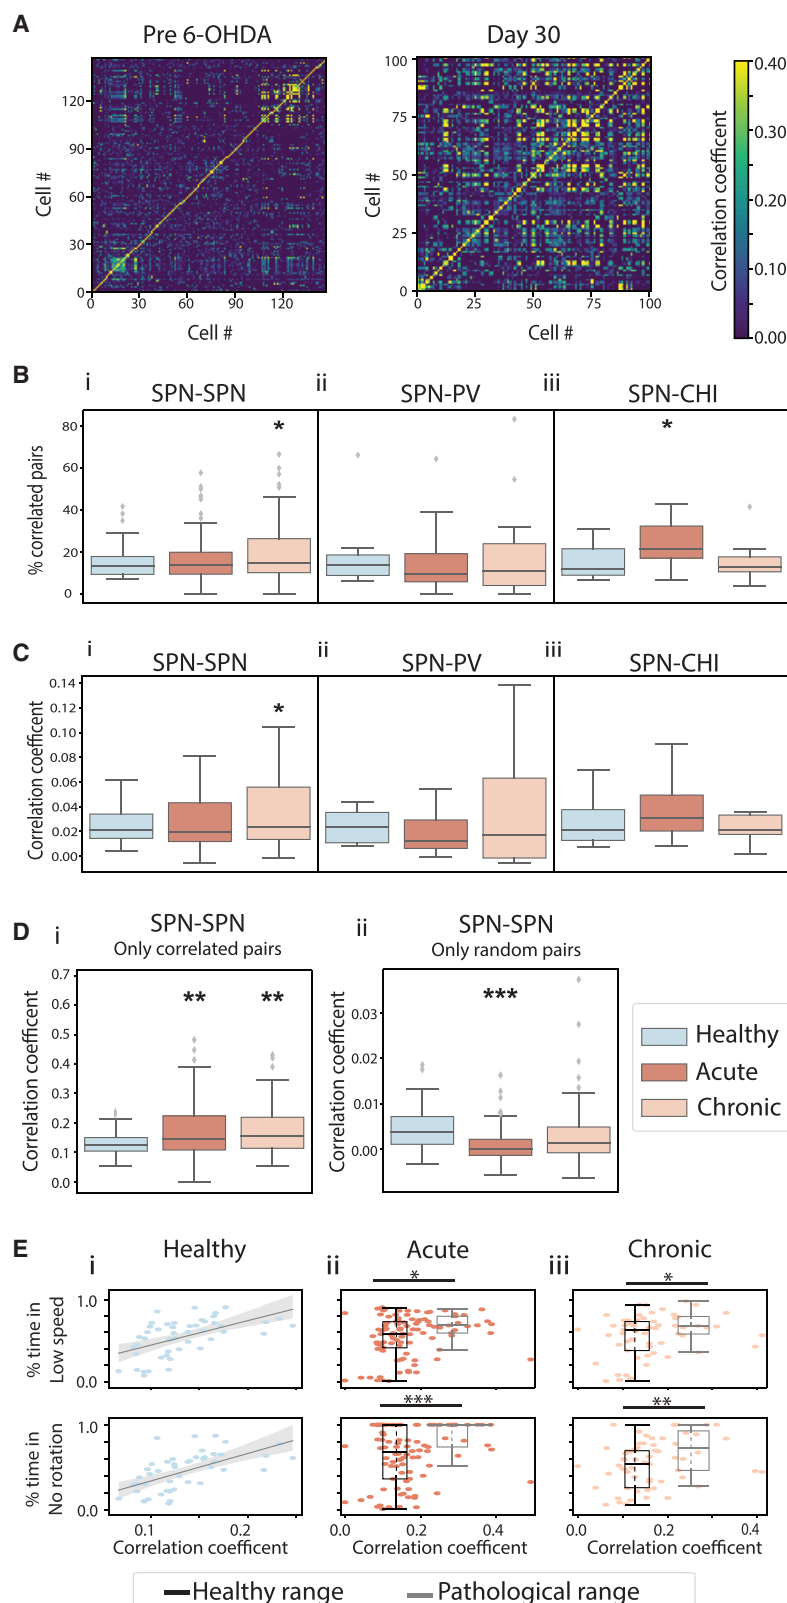 A
Pre 6-OHDA
Day 30
Cell #
120
90
60
30
0
0 30 60 90 120
Cell #
Cell #
100
75
50
25
0
0 25 50 75 100
Cell #
Correlation coefficent
0.40
0.30
0.20
0.10
0.00
B
i
SPN-SPN
ii
SPN-PV
iii
SPN-CHI
% correlated pairs
80
60
40
20
0
*
*
C
i
SPN-SPN
ii
SPN-PV
iii
SPN-CHI
Correlation coefficent
0.14
0.12
0.10
0.08
0.06
0.04
0.02
0.00
*
D
i
SPN-SPN
Only correlated pairs
Correlation coefficent
0.7
0.6
0.5
0.4
0.3
0.2
0.1
0.0
** **
ii
SPN-SPN
Only random pairs
Correlation coefficent
0.03
0.02
0.01
0.00
***
Healthy
Acute
Chronic
E
i
Healthy
ii
Acute
iii
Chronic
% time in
Low speed
1.0
0.0
*
*
% time in
No rotation
1.0
0.0
***
**
0.1 0.2
Correlation coefficent
0.0 0.2 0.4
Correlation coefficent
0.0 0.2 0.4
Correlation coefficent
Healthy range
Pathological range